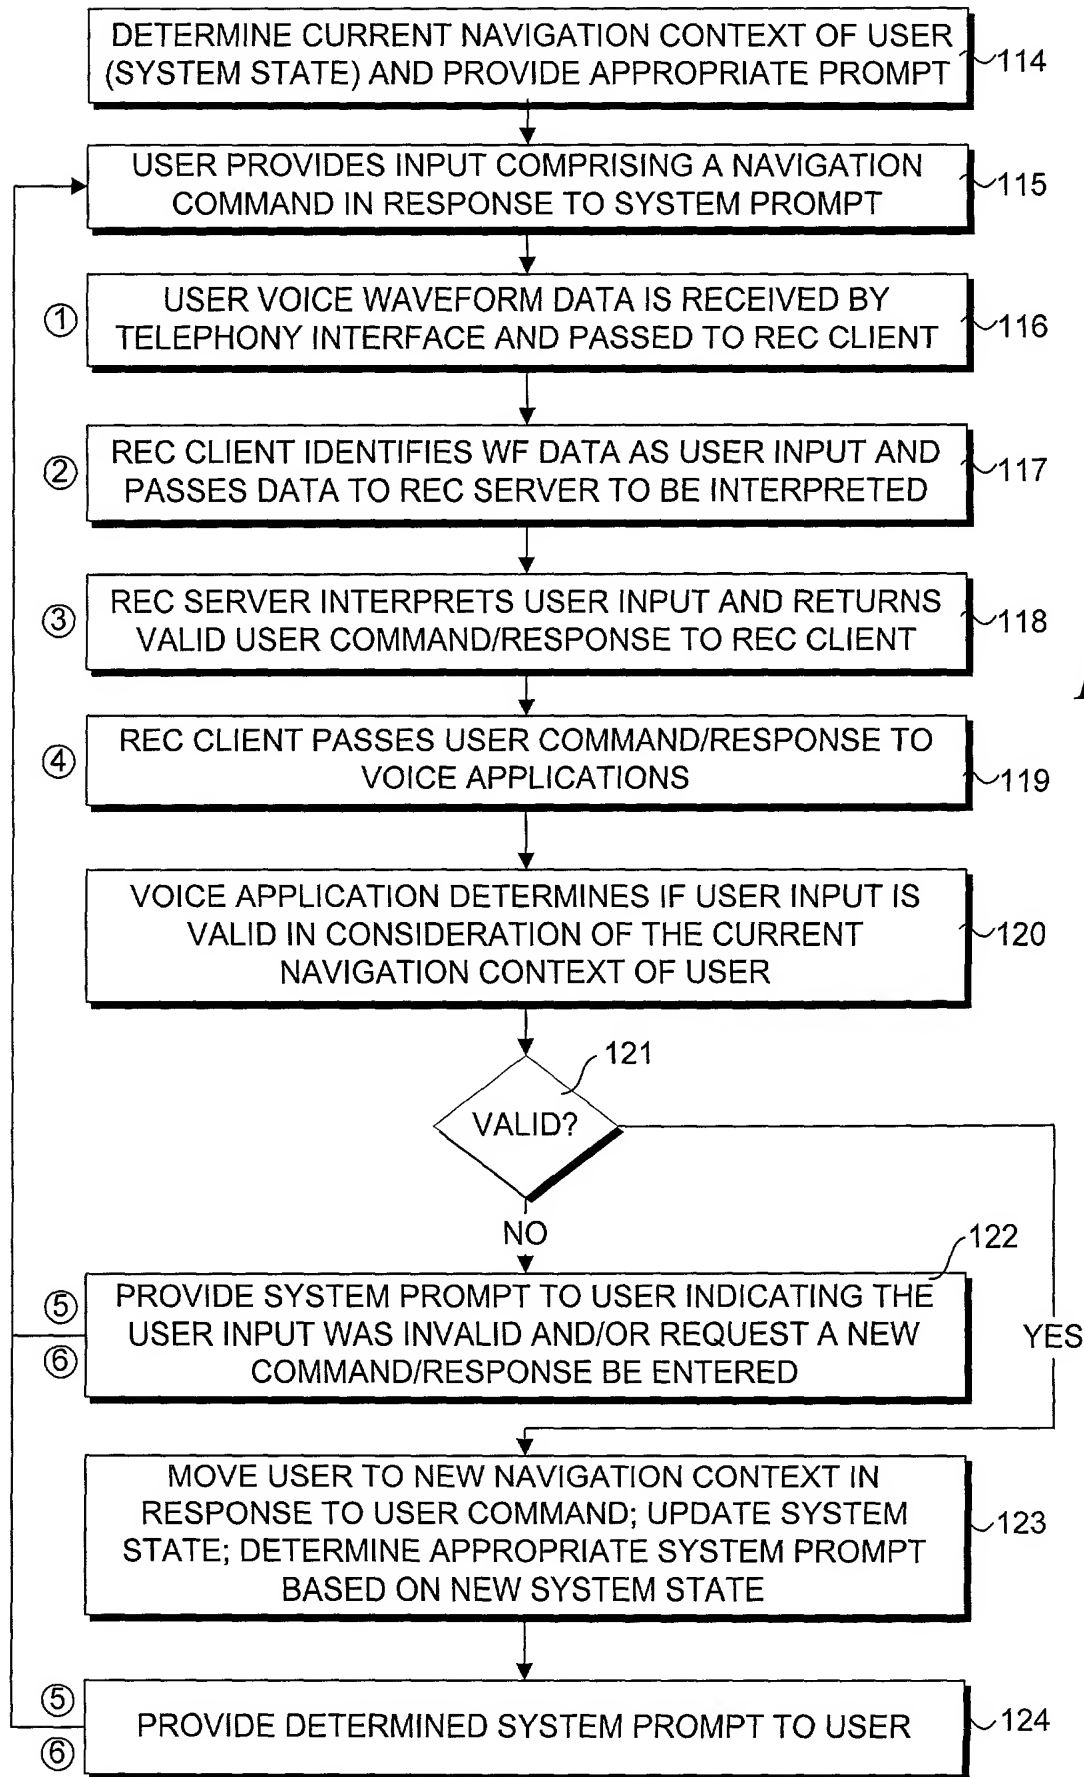 DETERMINE CURRENT NAVIGATION CONTEXT OF USER
(SYSTEM STATE) AND PROVIDE APPROPRIATE PROMPT
114
USER PROVIDES INPUT COMPRISING A NAVIGATION
COMMAND IN RESPONSE TO SYSTEM PROMPT
115
①
USER VOICE WAVEFORM DATA IS RECEIVED BY
TELEPHONY INTERFACE AND PASSED TO REC CLIENT
116
②
REC CLIENT IDENTIFIES WF DATA AS USER INPUT AND
PASSES DATA TO REC SERVER TO BE INTERPRETED
117
③
REC SERVER INTERPRETS USER INPUT AND RETURNS
VALID USER COMMAND/RESPONSE TO REC CLIENT
118
④
REC CLIENT PASSES USER COMMAND/RESPONSE TO
VOICE APPLICATIONS
119
VOICE APPLICATION DETERMINES IF USER INPUT IS
VALID IN CONSIDERATION OF THE CURRENT
NAVIGATION CONTEXT OF USER
120
121
VALID?
NO
YES
122
⑤
⑥
PROVIDE SYSTEM PROMPT TO USER INDICATING THE
USER INPUT WAS INVALID AND/OR REQUEST A NEW
COMMAND/RESPONSE BE ENTERED
MOVE USER TO NEW NAVIGATION CONTEXT IN
RESPONSE TO USER COMMAND; UPDATE SYSTEM
STATE; DETERMINE APPROPRIATE SYSTEM PROMPT
BASED ON NEW SYSTEM STATE
123
⑤
⑥
PROVIDE DETERMINED SYSTEM PROMPT TO USER
124